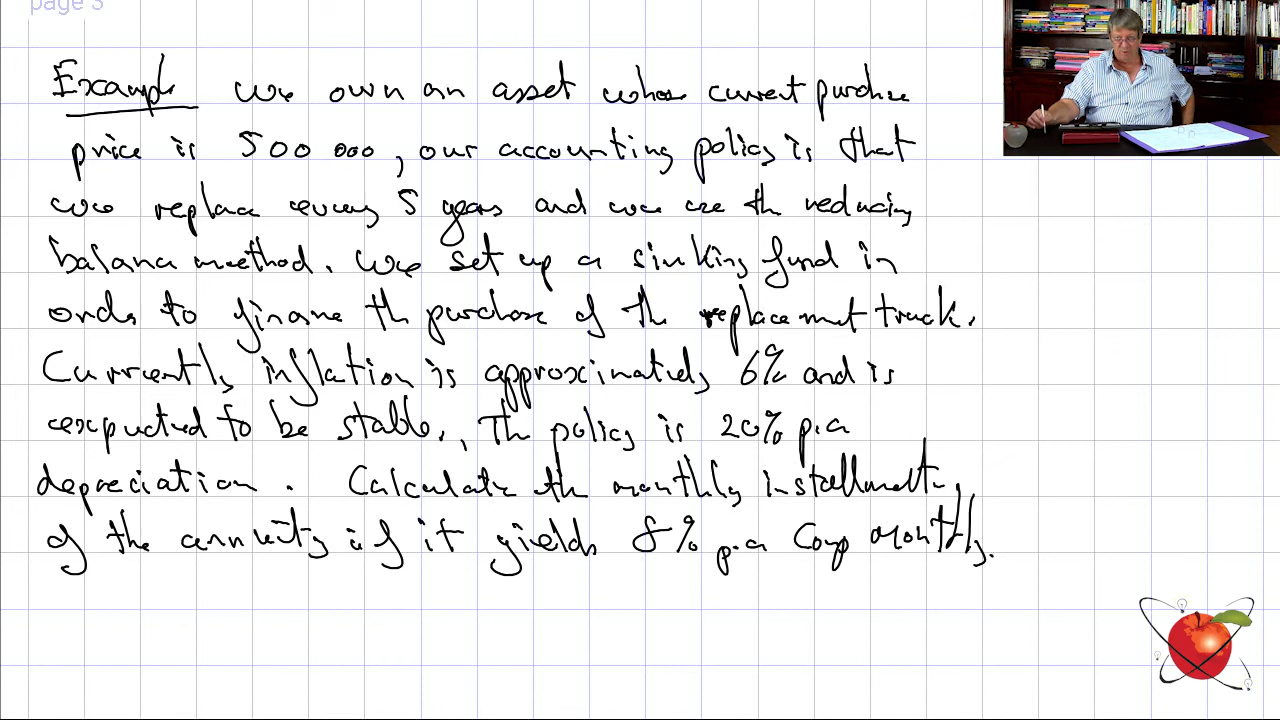 page 3
Example we own an asset whose current purchase
price is 500 000, our accounting policy is that
we replace every 5 years and we use the reducing
balance method. We set up a sinking fund in
order to finance the purchase of the replacement truck.
Currently inflation is approximately 6% and is
expected to be stable., The policy is 20% p.a
depreciation. Calculate the monthly installment,
of the annuity if it yields 8% p.a Comp monthly.